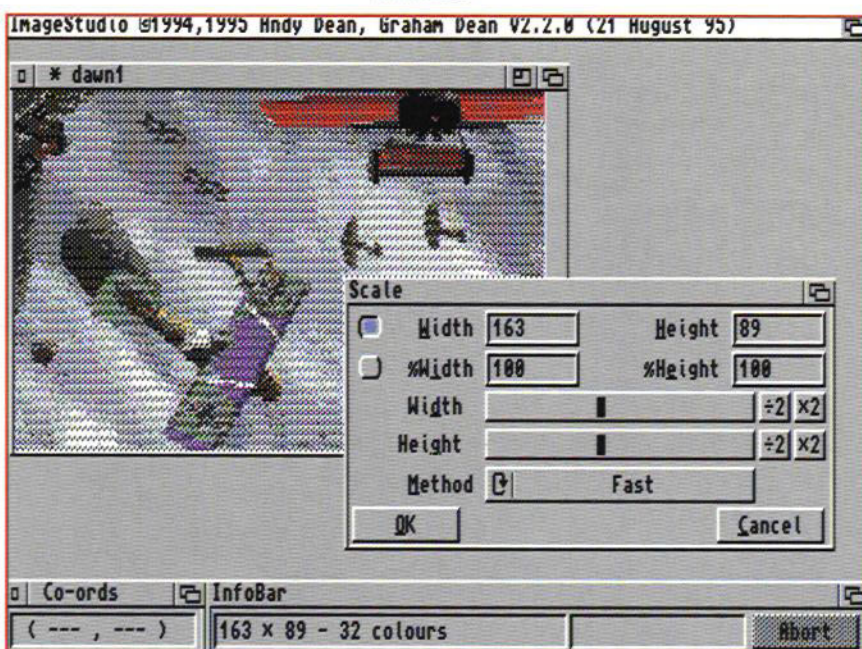 ImageStudio ©1994,1995 Andy Dean, Graham Dean V2.2.0 (21 August 95)
* dawn1
Scale
Width 163 Height 89
%Width 100 %Height 100
Width ÷2 ×2
Height ÷2 ×2
Method Fast
OK Cancel
Co-ords InfoBar
( --- , --- ) 163 × 89 - 32 colours Abort